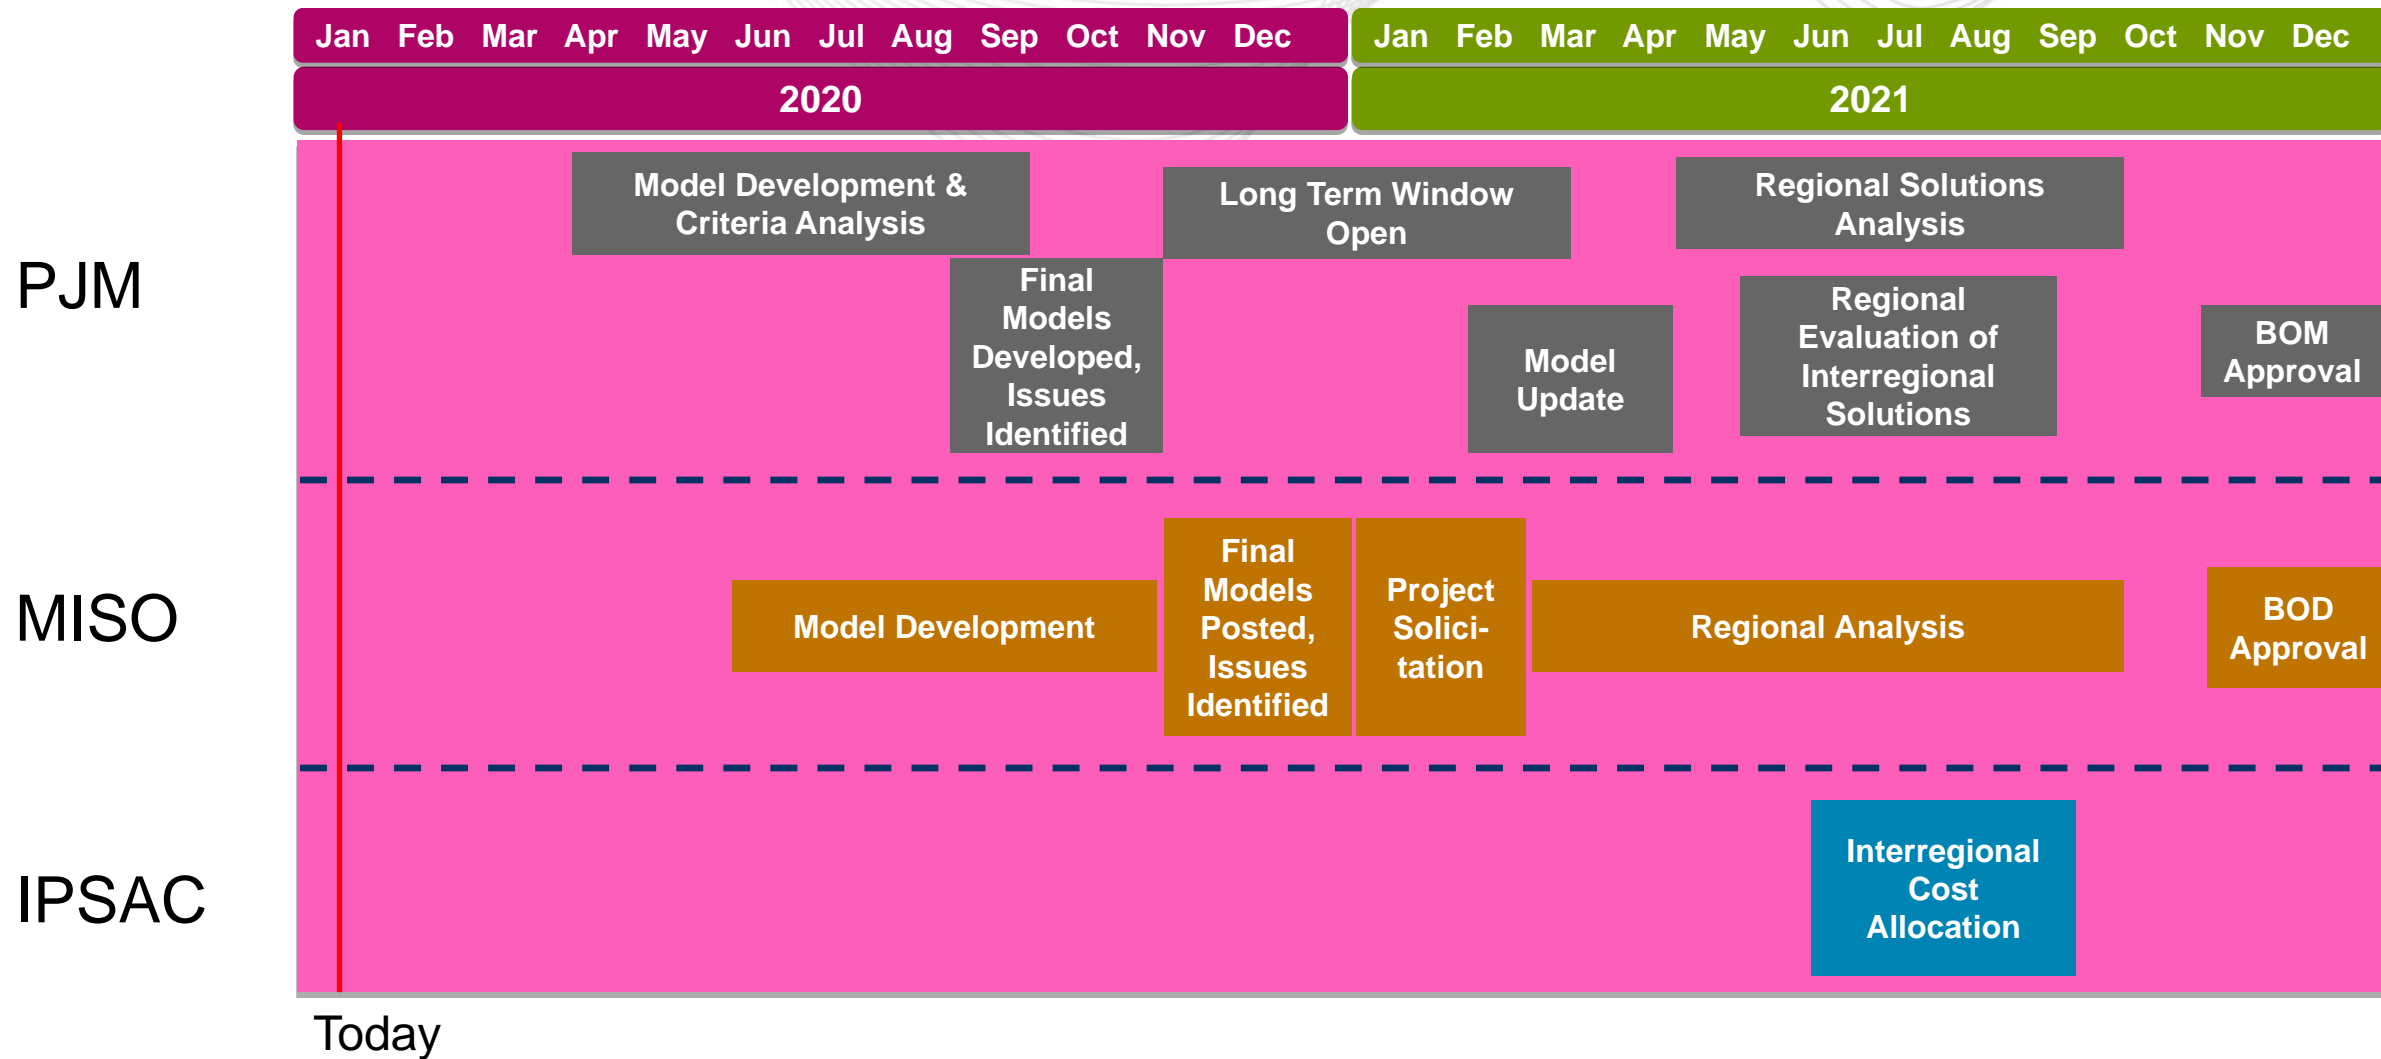 Jan Feb Mar Apr May Jun Jul Aug Sep Oct Nov Dec
Jan Feb Mar Apr May Jun Jul Aug Sep Oct Nov Dec
2020
2021
PJM
Model Development &
Criteria Analysis
Final
Models
Developed,
Issues
Identified
Long Term Window
Open
Model
Update
Regional Solutions
Analysis
Regional
Evaluation of
Interregional
Solutions
BOM
Approval
MISO
Model Development
Final
Models
Posted,
Issues
Identified
Project
Solici-
tation
Regional Analysis
BOD
Approval
IPSAC
Interregional
Cost
Allocation
Today